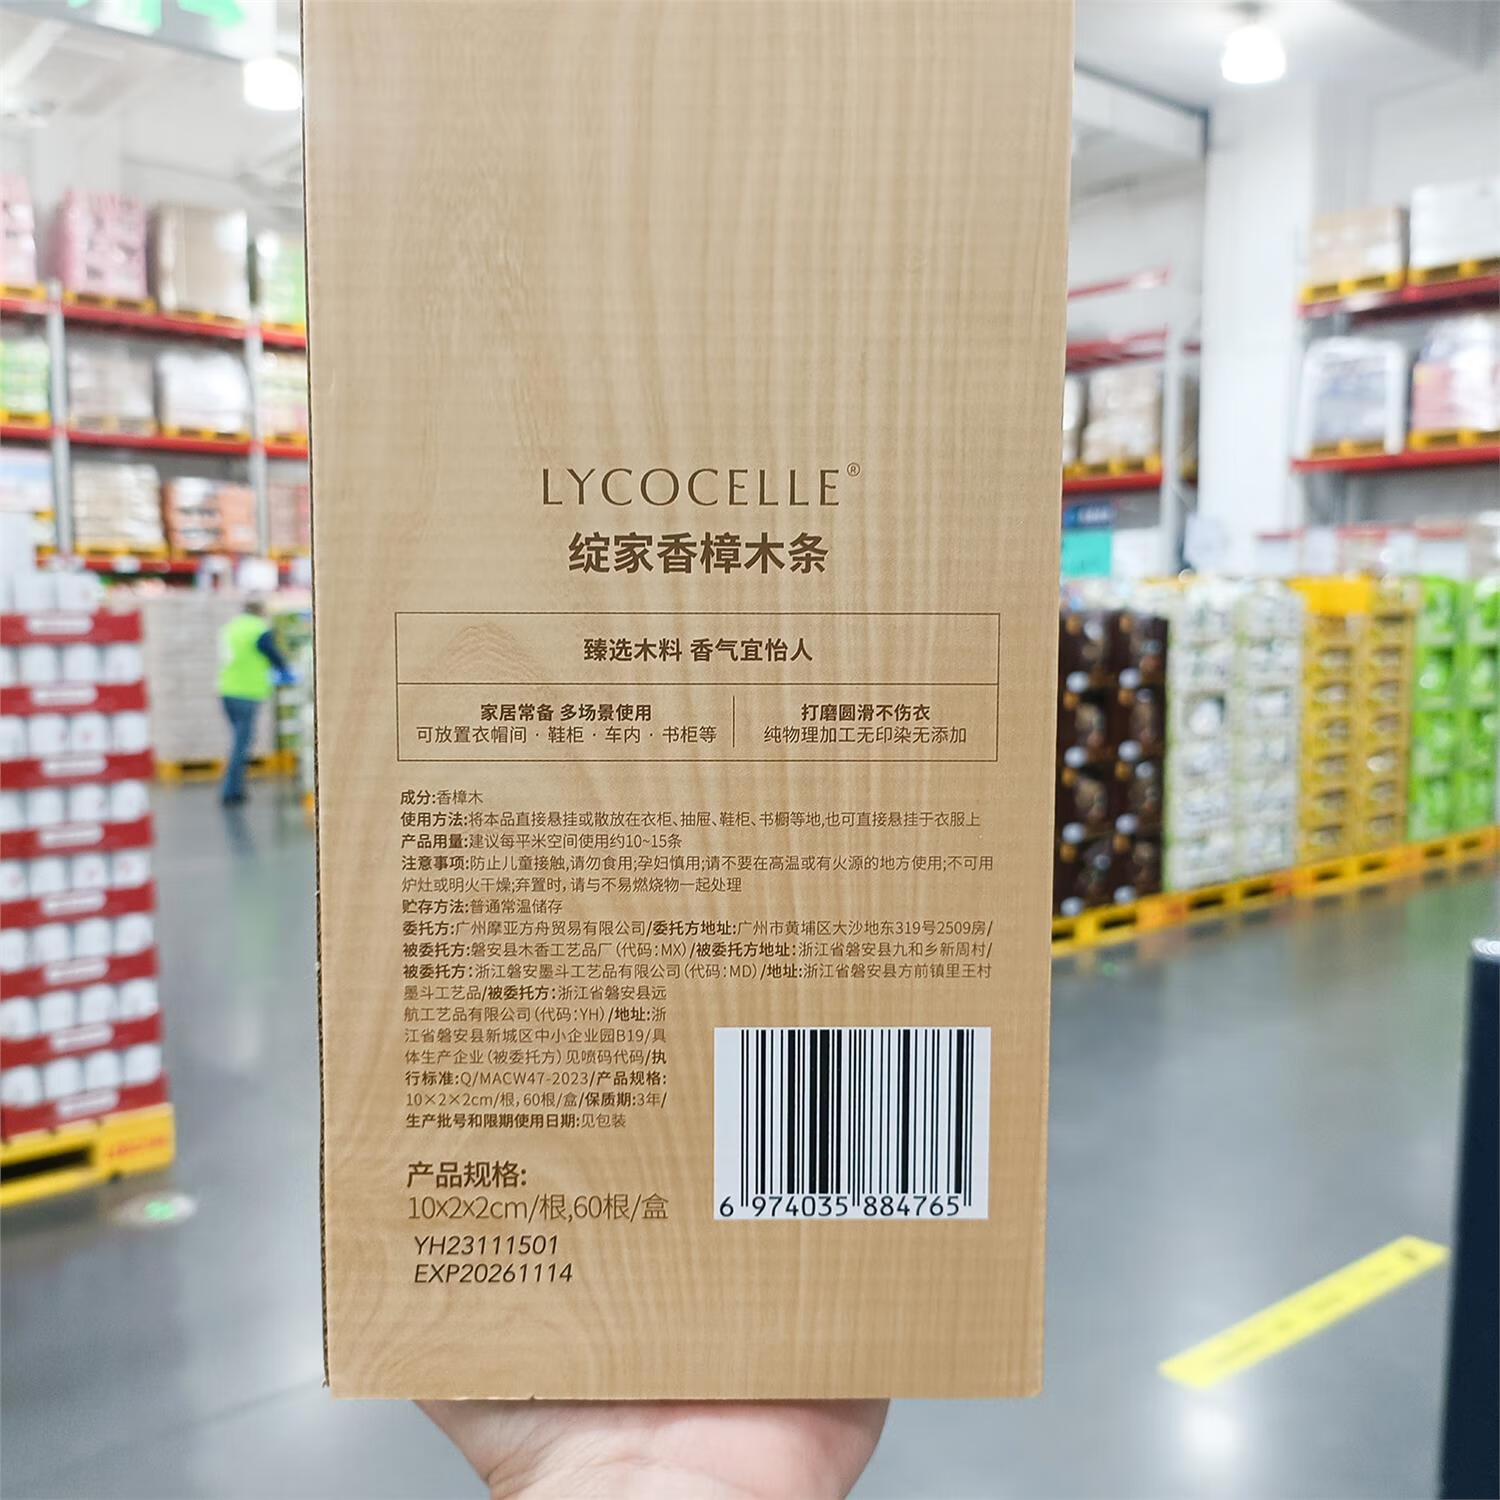 LYCOCELLE®
绽家香樟木条
臻选木料 香气宜怡人
家居常备 多场景使用
可放置衣帽间 · 鞋柜 · 车内 · 书柜等
打磨圆滑不伤衣
纯物理加工无印染无添加
成分:香樟木
使用方法:将本品直接悬挂或散放在衣柜、抽屉、鞋柜、书橱等地,也可直接悬挂于衣服上
产品用量:建议每平米空间使用约10~15条
注意事项:防止儿童接触,请勿食用;孕妇慎用;请不要在高温或有火源的地方使用;不可用
炉灶或明火干燥;弃置时,请与不易燃烧物一起处理
贮存方法:普通常温储存
委托方:广州摩亚方舟贸易有限公司/委托方地址:广州市黄埔区大沙地东319号2509房/
被委托方:磐安县木香工艺品厂(代码:MX)/被委托方地址:浙江省磐安县九和乡新周村/
被委托方:浙江磐安墨斗工艺品有限公司(代码:MD)/地址:浙江省磐安县方前镇里王村
墨斗工艺品/被委托方:浙江省磐安县远
航工艺品有限公司(代码:YH)/地址:浙
江省磐安县新城区中小企业园B19/具
体生产企业(被委托方)见喷码代码/执
行标准:Q/MACW47-2023/产品规格:
10×2×2cm/根,60根/盒/保质期:3年/
生产批号和限期使用日期:见包装
产品规格:
10x2x2cm/根,60根/盒
YH23111501
EXP20261114
6 974035 884765